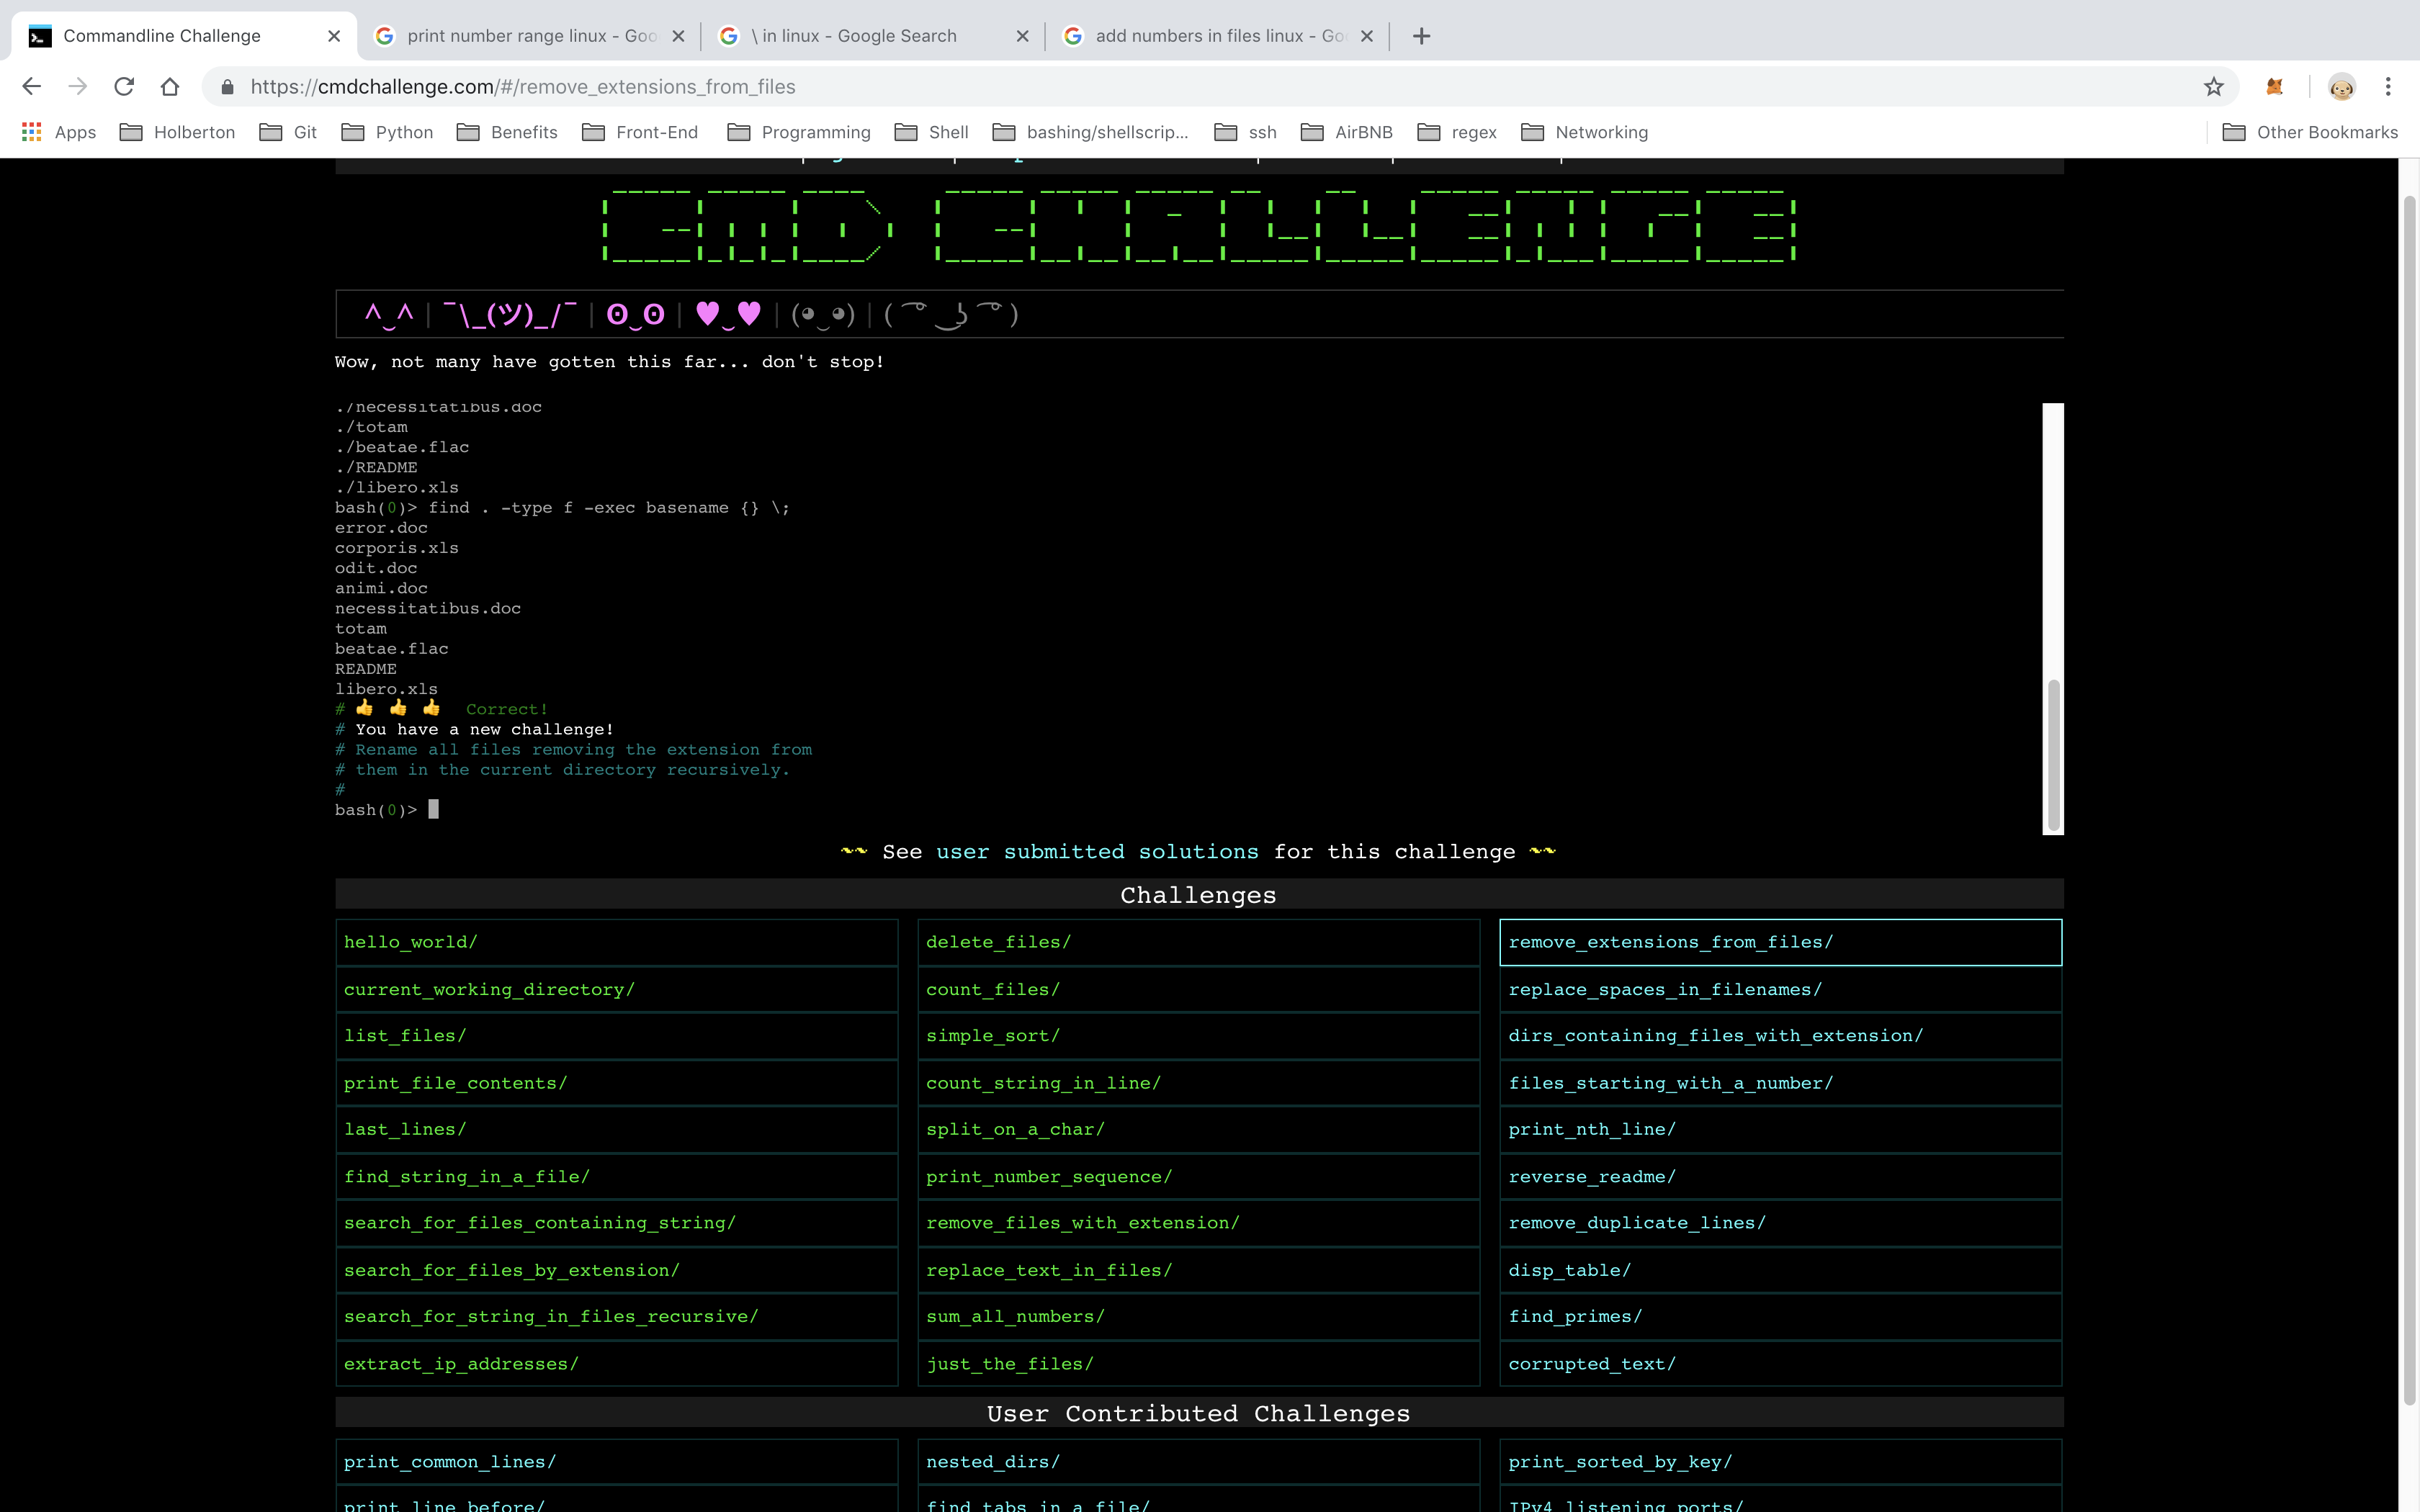 Commandline Challenge
print number range linux - Goo
\ in linux - Google Search
add numbers in files linux - Go
https://cmdchallenge.com/#/remove_extensions_from_files
Apps Holberton Git Python Benefits Front-End Programming Shell bashing/shellscrip... ssh AirBNB regex Networking Other Bookmarks
CMD CHALLENGE
^‿^ | ¯\_(ツ)_/¯ | ʘ‿ʘ | ♥‿♥ | (◕‿◕) | ( ͡° ͜ʖ ͡° )
Wow, not many have gotten this far... don't stop!
./necessitatibus.doc
./totam
./beatae.flac
./README
./libero.xls
bash(0)> find . -type f -exec basename {} \;
error.doc
corporis.xls
odit.doc
animi.doc
necessitatibus.doc
totam
beatae.flac
README
libero.xls
# 👍 👍 👍 Correct!
# You have a new challenge!
# Rename all files removing the extension from
# them in the current directory recursively.
#
bash(0)>
~~ See user submitted solutions for this challenge ~~
Challenges
hello_world/ delete_files/ remove_extensions_from_files/
current_working_directory/ count_files/ replace_spaces_in_filenames/
list_files/ simple_sort/ dirs_containing_files_with_extension/
print_file_contents/ count_string_in_line/ files_starting_with_a_number/
last_lines/ split_on_a_char/ print_nth_line/
find_string_in_a_file/ print_number_sequence/ reverse_readme/
search_for_files_containing_string/ remove_files_with_extension/ remove_duplicate_lines/
search_for_files_by_extension/ replace_text_in_files/ disp_table/
search_for_string_in_files_recursive/ sum_all_numbers/ find_primes/
extract_ip_addresses/ just_the_files/ corrupted_text/
User Contributed Challenges
print_common_lines/ nested_dirs/ print_sorted_by_key/
print_line_before/ find_tabs_in_a_file/ IPv4_listening_ports/